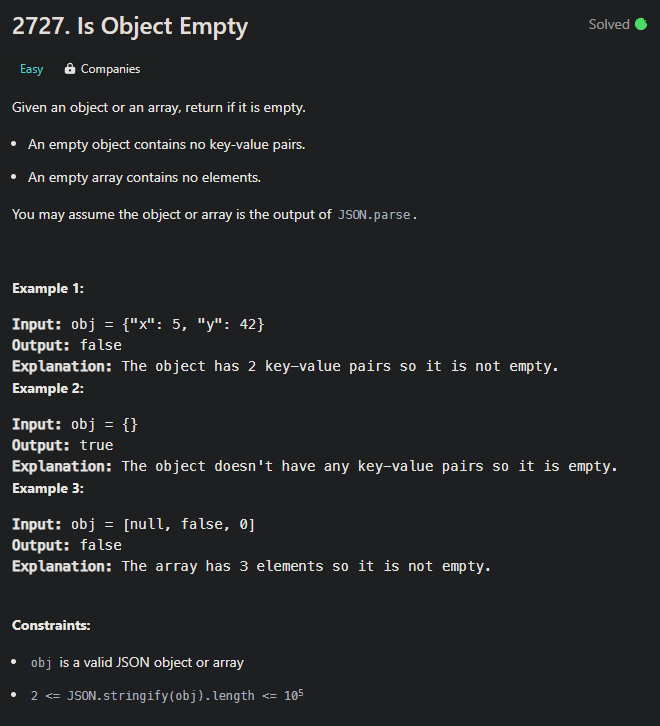 2727. Is Object Empty
Solved
Easy
Companies
Given an object or an array, return if it is empty.
• An empty object contains no key-value pairs.
• An empty array contains no elements.
You may assume the object or array is the output of JSON.parse.
Example 1:
Input: obj = {"x": 5, "y": 42}
Output: false
Explanation: The object has 2 key-value pairs so it is not empty.
Example 2:
Input: obj = {}
Output: true
Explanation: The object doesn't have any key-value pairs so it is empty.
Example 3:
Input: obj = [null, false, 0]
Output: false
Explanation: The array has 3 elements so it is not empty.
Constraints:
• obj is a valid JSON object or array
• 2 <= JSON.stringify(obj).length <= 10⁵